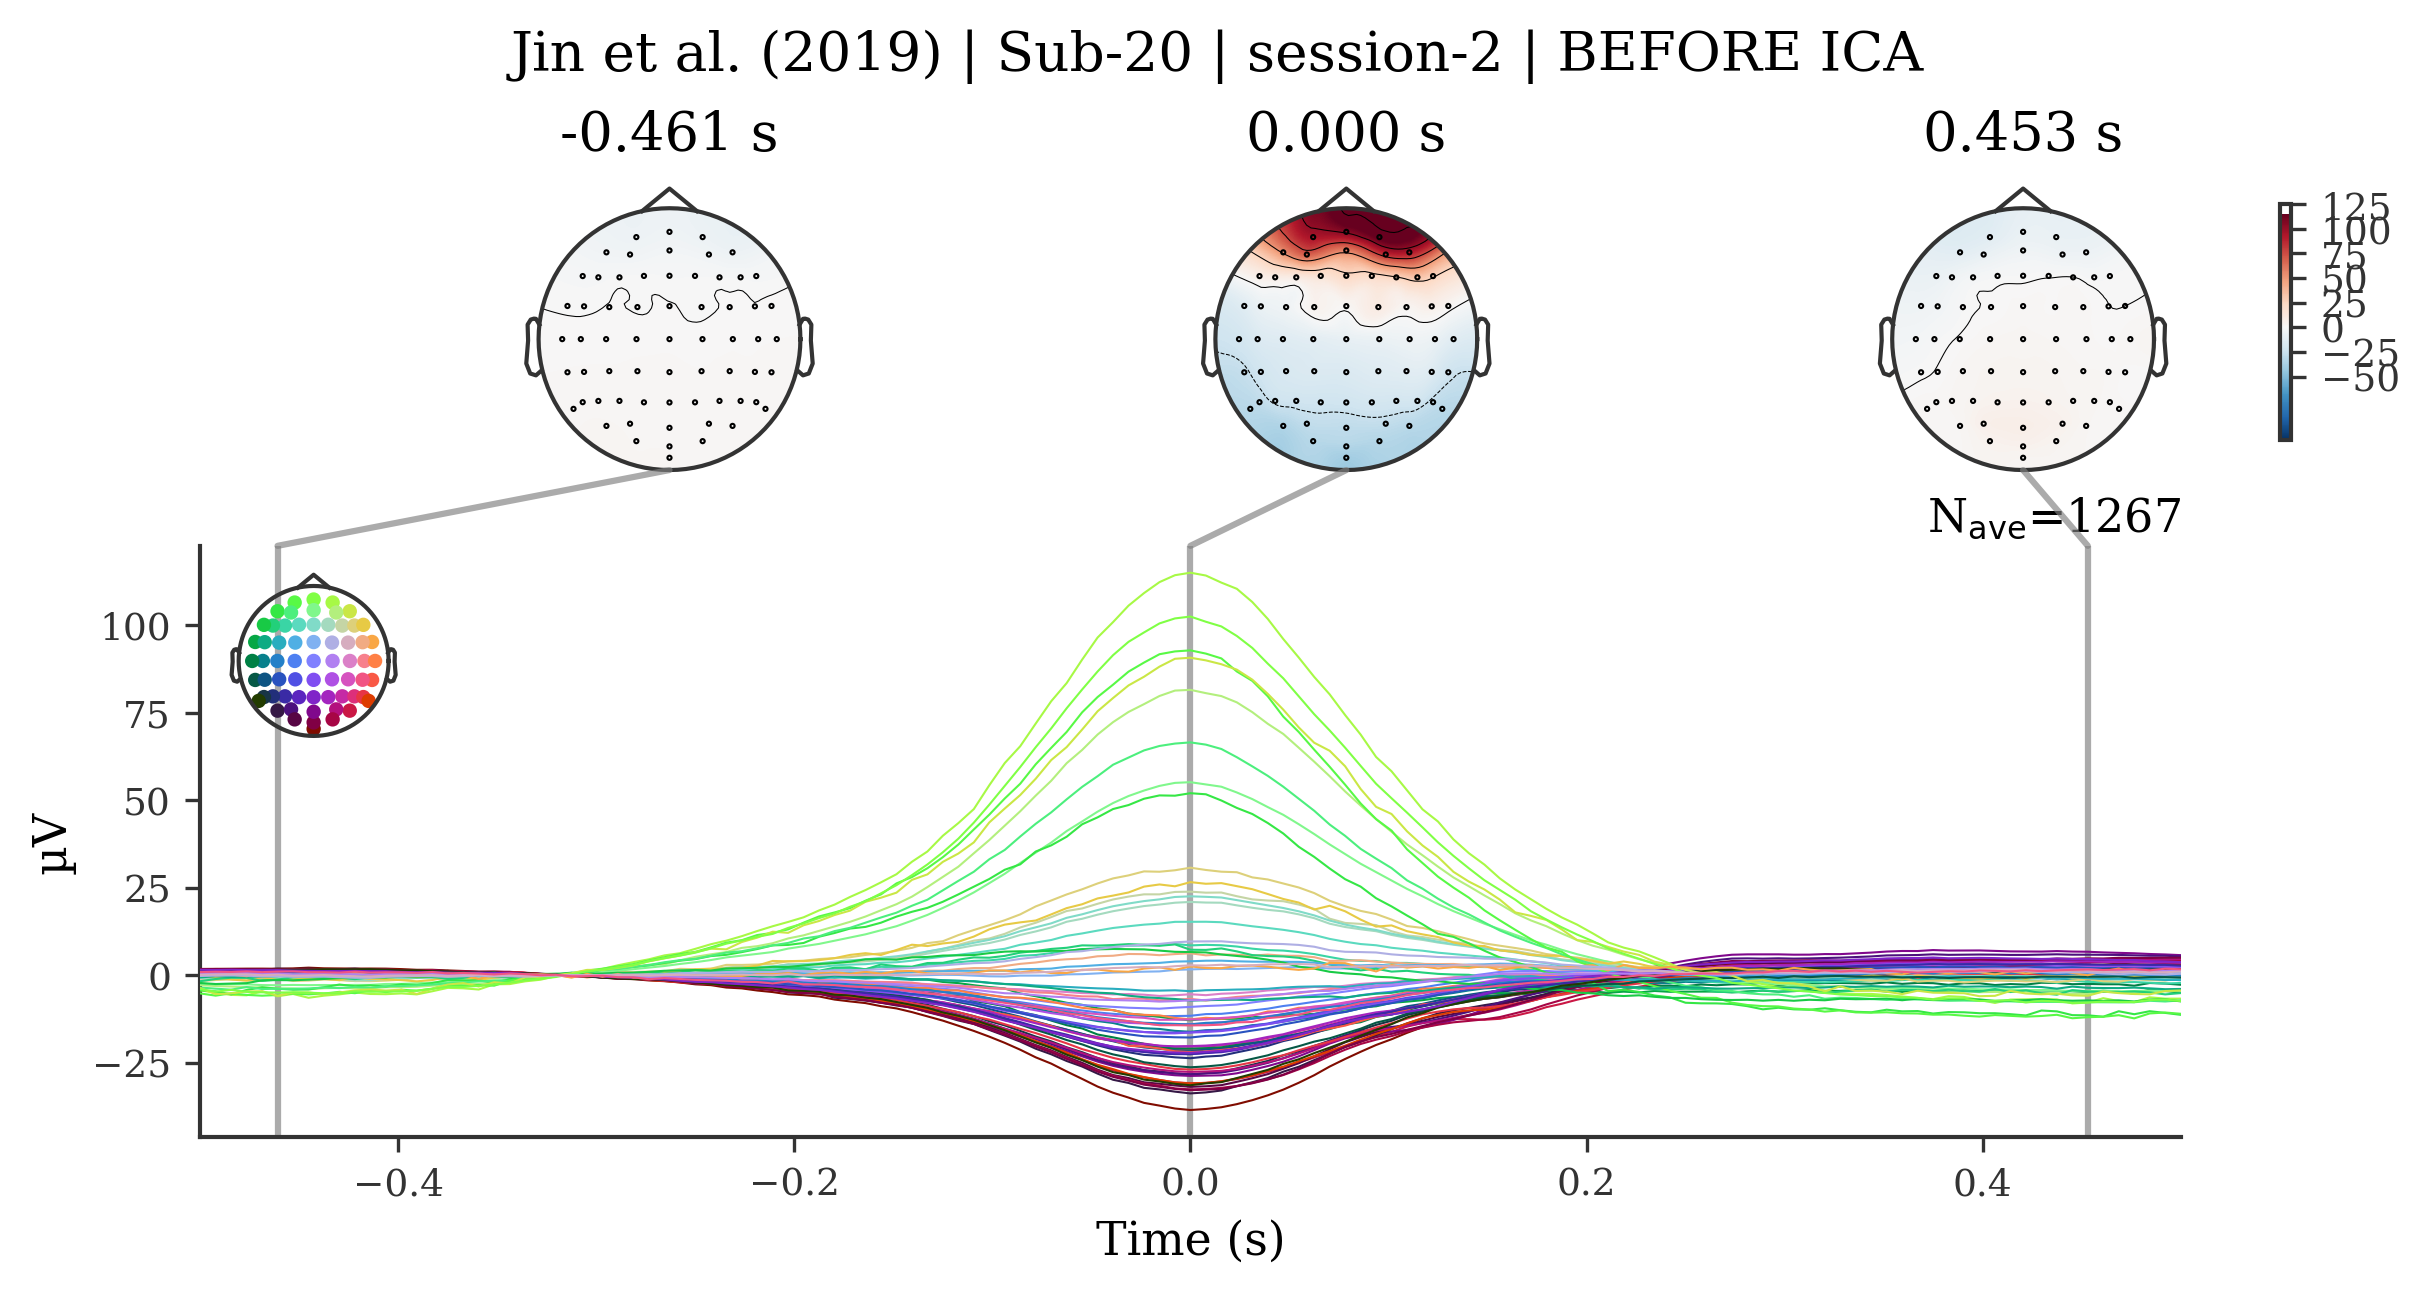 Jin et al. (2019) | Sub-20 | session-2 | BEFORE ICA
-0.461 s
0.000 s
0.453 s
125
100
75
50
25
0
−25
−50
Nave=1267
100
75
50
25
0
−25
µV
−0.4
−0.2
0.0
0.2
0.4
Time (s)